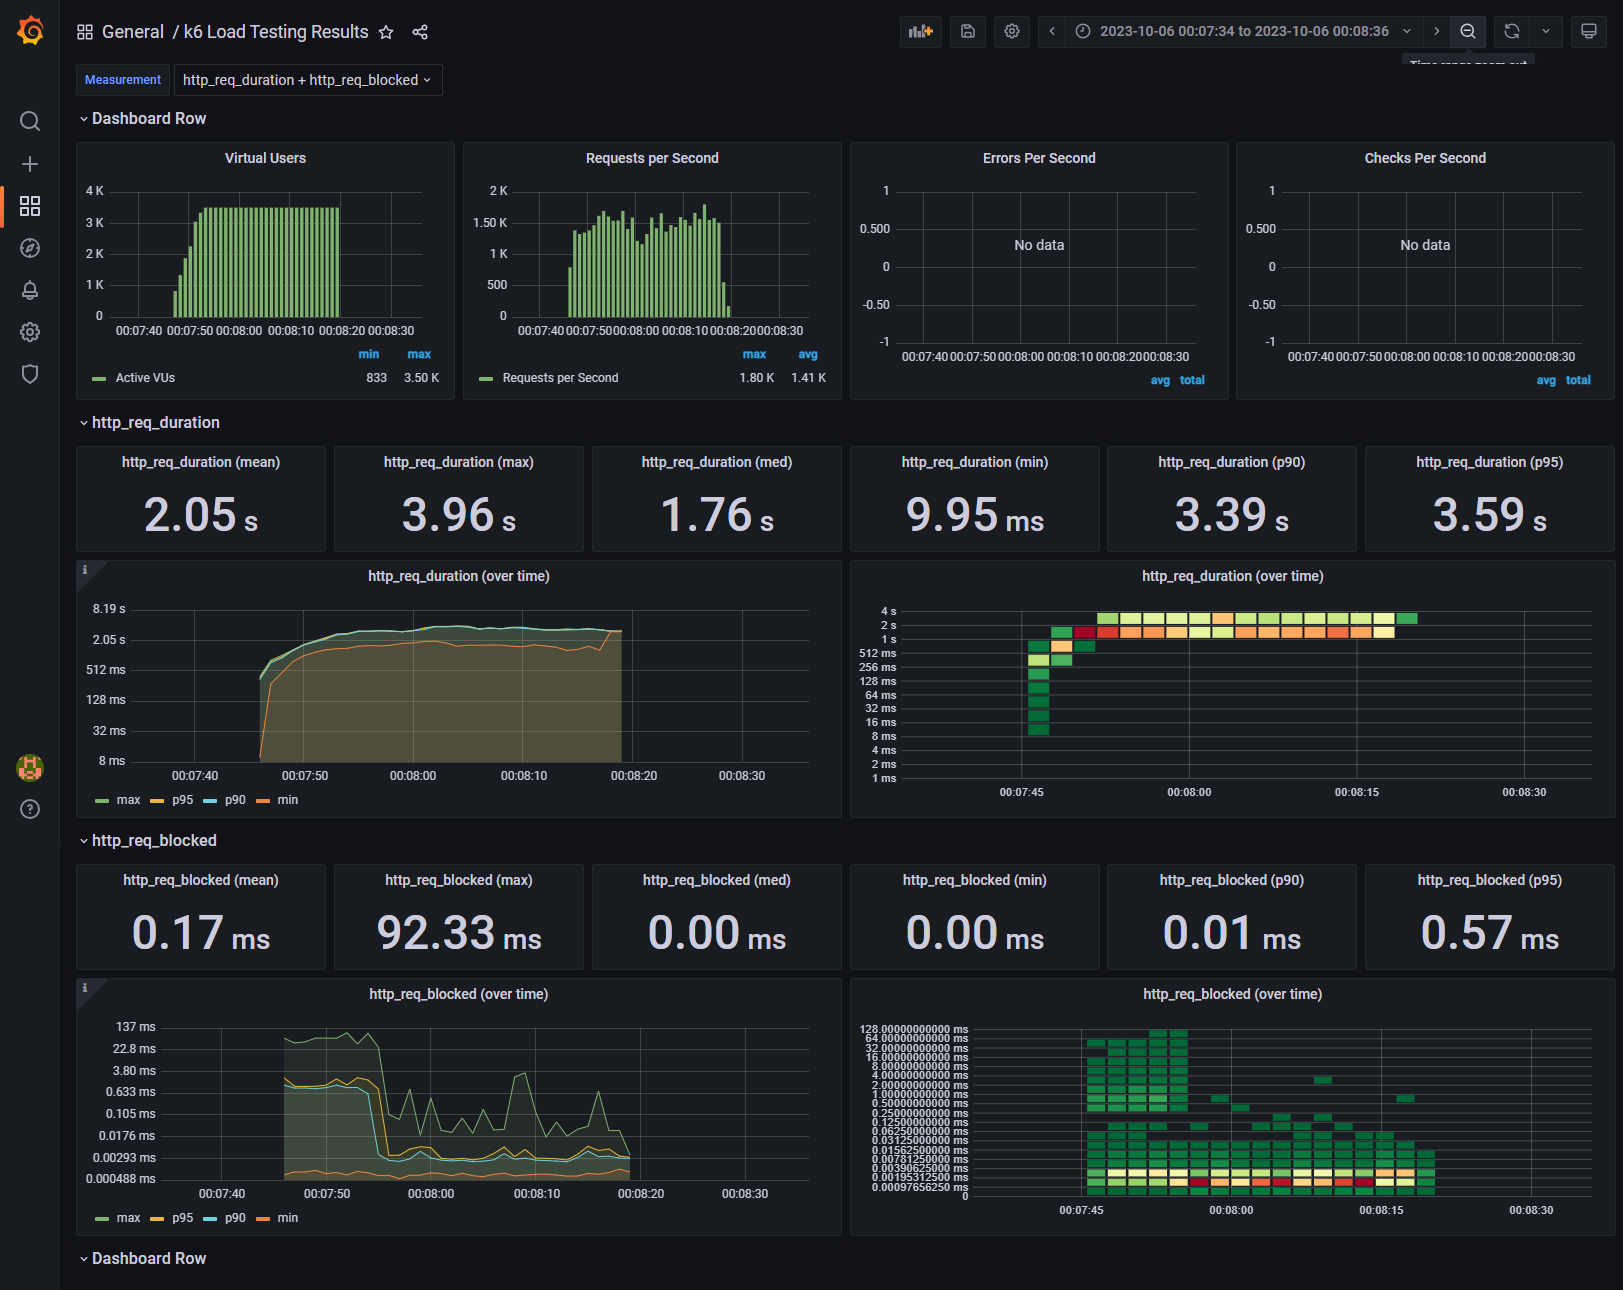 General / k6 Load Testing Results
2023-10-06 00:07:34 to 2023-10-06 00:08:36
Measurement http_req_duration + http_req_blocked
Dashboard Row
Virtual Users
4 K
3 K
2 K
1 K
0
00:07:40 00:07:50 00:08:00 00:08:10 00:08:20 00:08:30
min max
Active VUs 833 3.50 K
Requests per Second
2 K
1.50 K
1 K
500
0
00:07:40 00:07:50 00:08:00 00:08:10 00:08:20 00:08:30
max avg
Requests per Second 1.80 K 1.41 K
Errors Per Second
1
0.500
No data
0
-0.50
-1
00:07:40 00:07:50 00:08:00 00:08:10 00:08:20 00:08:30
avg total
Checks Per Second
1
0.500
No data
0
-0.50
-1
00:07:40 00:07:50 00:08:00 00:08:10 00:08:20 00:08:30
avg total
http_req_duration
http_req_duration (mean)
2.05 s
http_req_duration (max)
3.96 s
http_req_duration (med)
1.76 s
http_req_duration (min)
9.95 ms
http_req_duration (p90)
3.39 s
http_req_duration (p95)
3.59 s
http_req_duration (over time)
8.19 s
2.05 s
512 ms
128 ms
32 ms
8 ms
00:07:40 00:07:50 00:08:00 00:08:10 00:08:20 00:08:30
max p95 p90 min
http_req_duration (over time)
4 s
2 s
1 s
512 ms
256 ms
128 ms
64 ms
32 ms
16 ms
8 ms
4 ms
2 ms
1 ms
00:07:45 00:08:00 00:08:15 00:08:30
http_req_blocked
http_req_blocked (mean)
0.17 ms
http_req_blocked (max)
92.33 ms
http_req_blocked (med)
0.00 ms
http_req_blocked (min)
0.00 ms
http_req_blocked (p90)
0.01 ms
http_req_blocked (p95)
0.57 ms
http_req_blocked (over time)
137 ms
22.8 ms
3.80 ms
0.633 ms
0.105 ms
0.0176 ms
0.00293 ms
0.000488 ms
00:07:40 00:07:50 00:08:00 00:08:10 00:08:20 00:08:30
max p95 p90 min
http_req_blocked (over time)
128.00000000000 ms
64.00000000000 ms
32.00000000000 ms
16.00000000000 ms
8.00000000000 ms
4.00000000000 ms
2.00000000000 ms
1.00000000000 ms
0.50000000000 ms
0.25000000000 ms
0.12500000000 ms
0.06250000000 ms
0.03125000000 ms
0.01562500000 ms
0.00781250000 ms
0.00390625000 ms
0.00195312500 ms
0.00097656250 ms
0
00:07:45 00:08:00 00:08:15 00:08:30
Dashboard Row